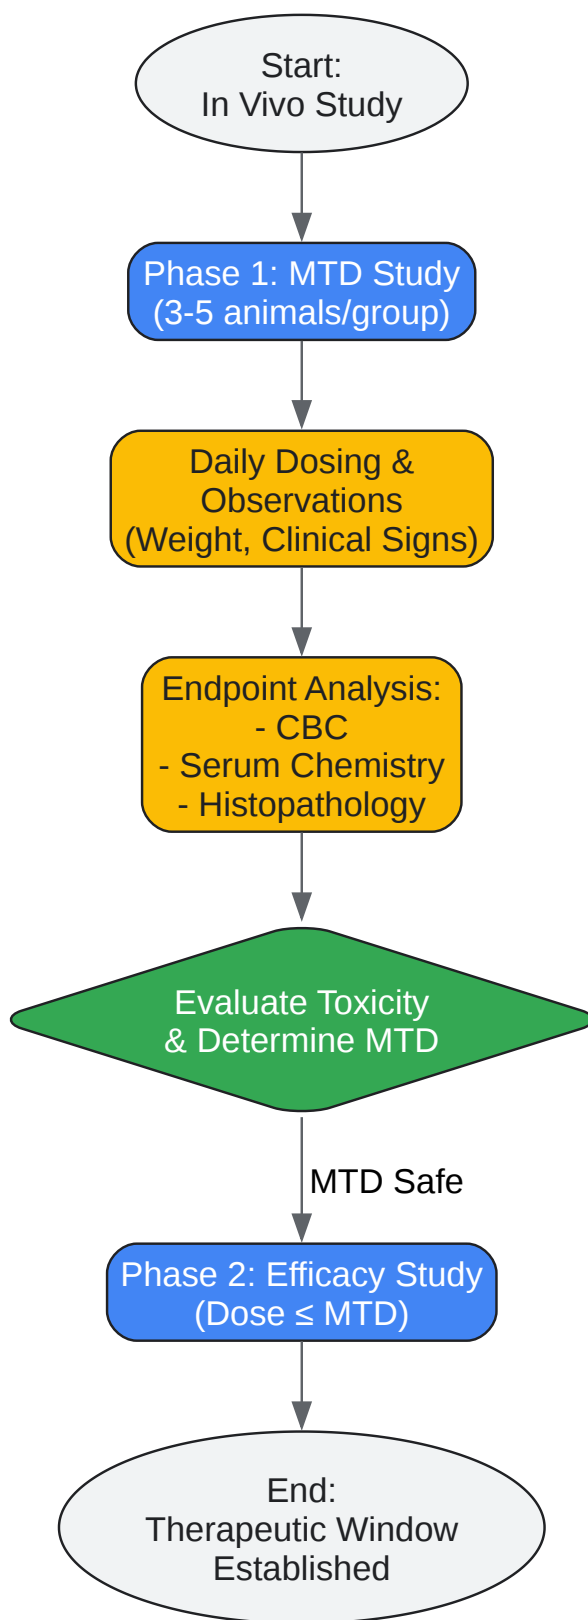 Start:
In Vivo Study
Phase 1: MTD Study
(3-5 animals/group)
Daily Dosing &
Observations
(Weight, Clinical Signs)
Endpoint Analysis:
- CBC
- Serum Chemistry
- Histopathology
Evaluate Toxicity
& Determine MTD
MTD Safe
Phase 2: Efficacy Study
(Dose ≤ MTD)
End:
Therapeutic Window
Established